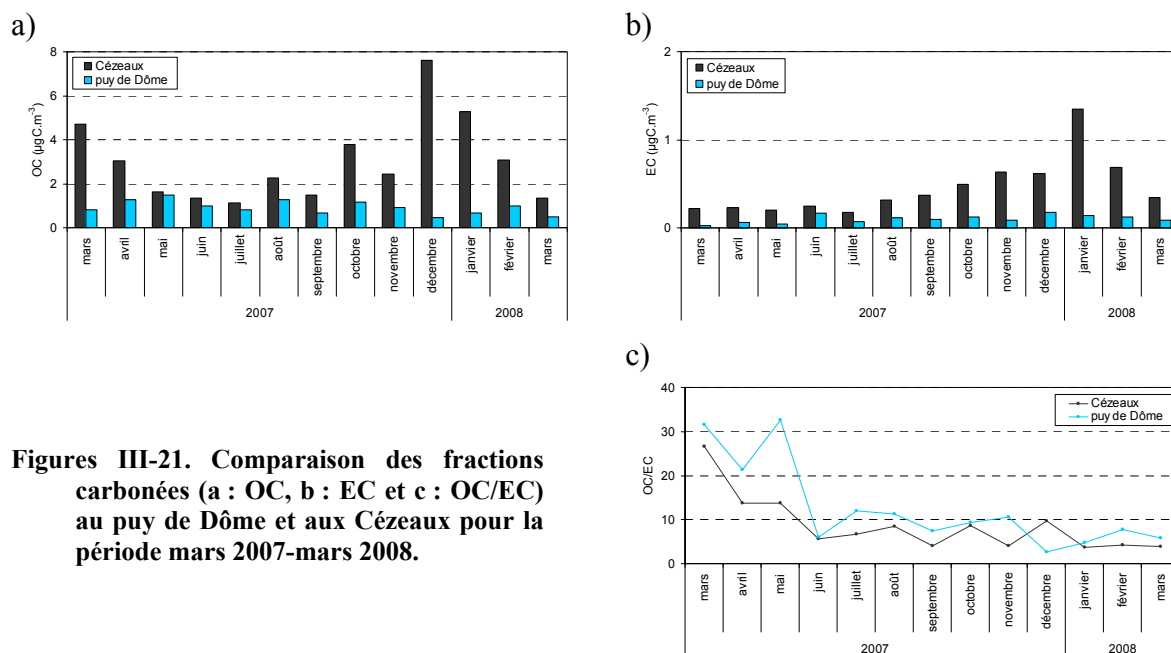 a)
8
6
4
2
0
OC (µgC.m⁻³)
Cézeaux
puy de Dôme
mars
avril
mai
juin
juillet
août
septembre
octobre
novembre
décembre
janvier
février
mars
2007
2008
b)
2
1
0
EC (µgC.m⁻³)
Cézeaux
puy de Dôme
mars
avril
mai
juin
juillet
août
septembre
octobre
novembre
décembre
janvier
février
mars
2007
2008
c)
40
30
20
10
0
OC/EC
Cézeaux
puy de Dôme
mars
avril
mai
juin
juillet
août
septembre
octobre
novembre
décembre
janvier
février
mars
2007
2008
Figures III-21. Comparaison des fractions
carbonées (a : OC, b : EC et c : OC/EC)
au puy de Dôme et aux Cézeaux pour la
période mars 2007-mars 2008.